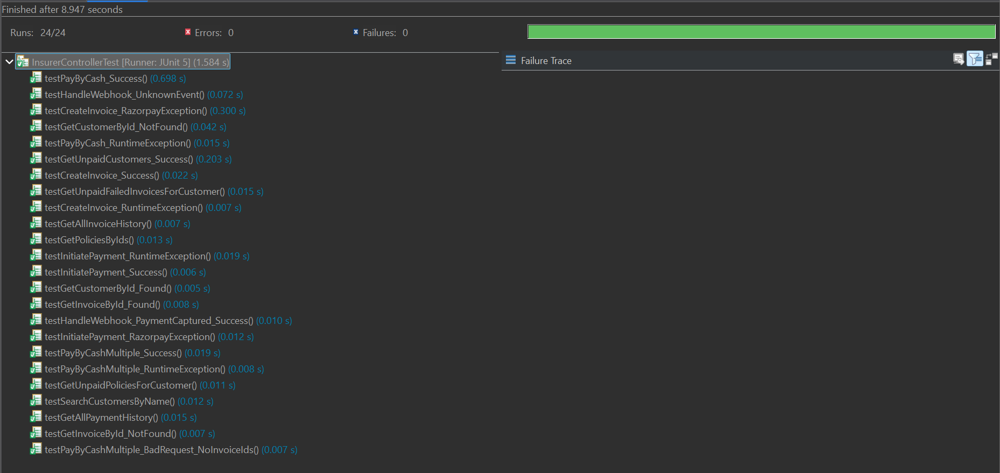 Finished after 8.947 seconds
Runs: 24/24 Errors: 0 Failures: 0
InsurerControllerTest [Runner: JUnit 5] (1.584 s)
Failure Trace
testPayByCash_Success() (0.698 s)
testHandleWebhook_UnknownEvent() (0.072 s)
testCreateInvoice_RazorpayException() (0.300 s)
testGetCustomerById_NotFound() (0.042 s)
testPayByCash_RuntimeException() (0.015 s)
testGetUnpaidCustomers_Success() (0.203 s)
testCreateInvoice_Success() (0.022 s)
testGetUnpaidFailedInvoicesForCustomer() (0.015 s)
testCreateInvoice_RuntimeException() (0.007 s)
testGetAllInvoiceHistory() (0.007 s)
testGetPoliciesByIds() (0.013 s)
testInitiatePayment_RuntimeException() (0.019 s)
testInitiatePayment_Success() (0.006 s)
testGetCustomerById_Found() (0.005 s)
testGetInvoiceById_Found() (0.008 s)
testHandleWebhook_PaymentCaptured_Success() (0.010 s)
testInitiatePayment_RazorpayException() (0.012 s)
testPayByCashMultiple_Success() (0.019 s)
testPayByCashMultiple_RuntimeException() (0.008 s)
testGetUnpaidPoliciesForCustomer() (0.011 s)
testSearchCustomersByName() (0.012 s)
testGetAllPaymentHistory() (0.015 s)
testGetInvoiceById_NotFound() (0.007 s)
testPayByCashMultiple_BadRequest_NoInvoiceIds() (0.007 s)